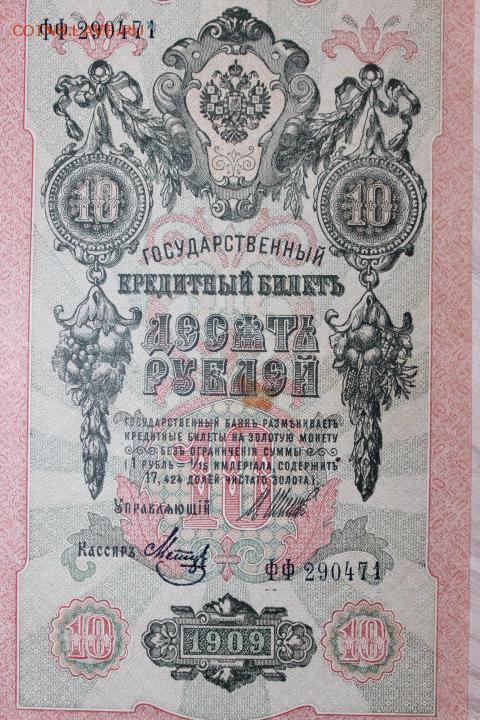 ФФ 290471
10 10
ГОСУДАРСТВЕННЫЙ
КРЕДИТНЫЙ БИЛЕТЪ
ДЕСЯТЬ
РУБЛЕЙ
ГОСУДАРСТВЕННЫЙ БАНКЪ РАЗМѢНИВАЕТЪ
КРЕДИТНЫЕ БИЛЕТЫ НА ЗОЛОТУЮ МОНЕТУ
БЕЗЪ ОГРАНИЧЕНІЯ СУММЫ
(1 РУБЛЬ = 1/15 ИМПЕРІАЛА, СОДЕРЖИТЪ
17,424 ДОЛЕЙ ЧИСТАГО ЗОЛОТА).
10
УПРАВЛЯЮЩІЙ
КАССИРЪ
ФФ 290471
10 1909 10